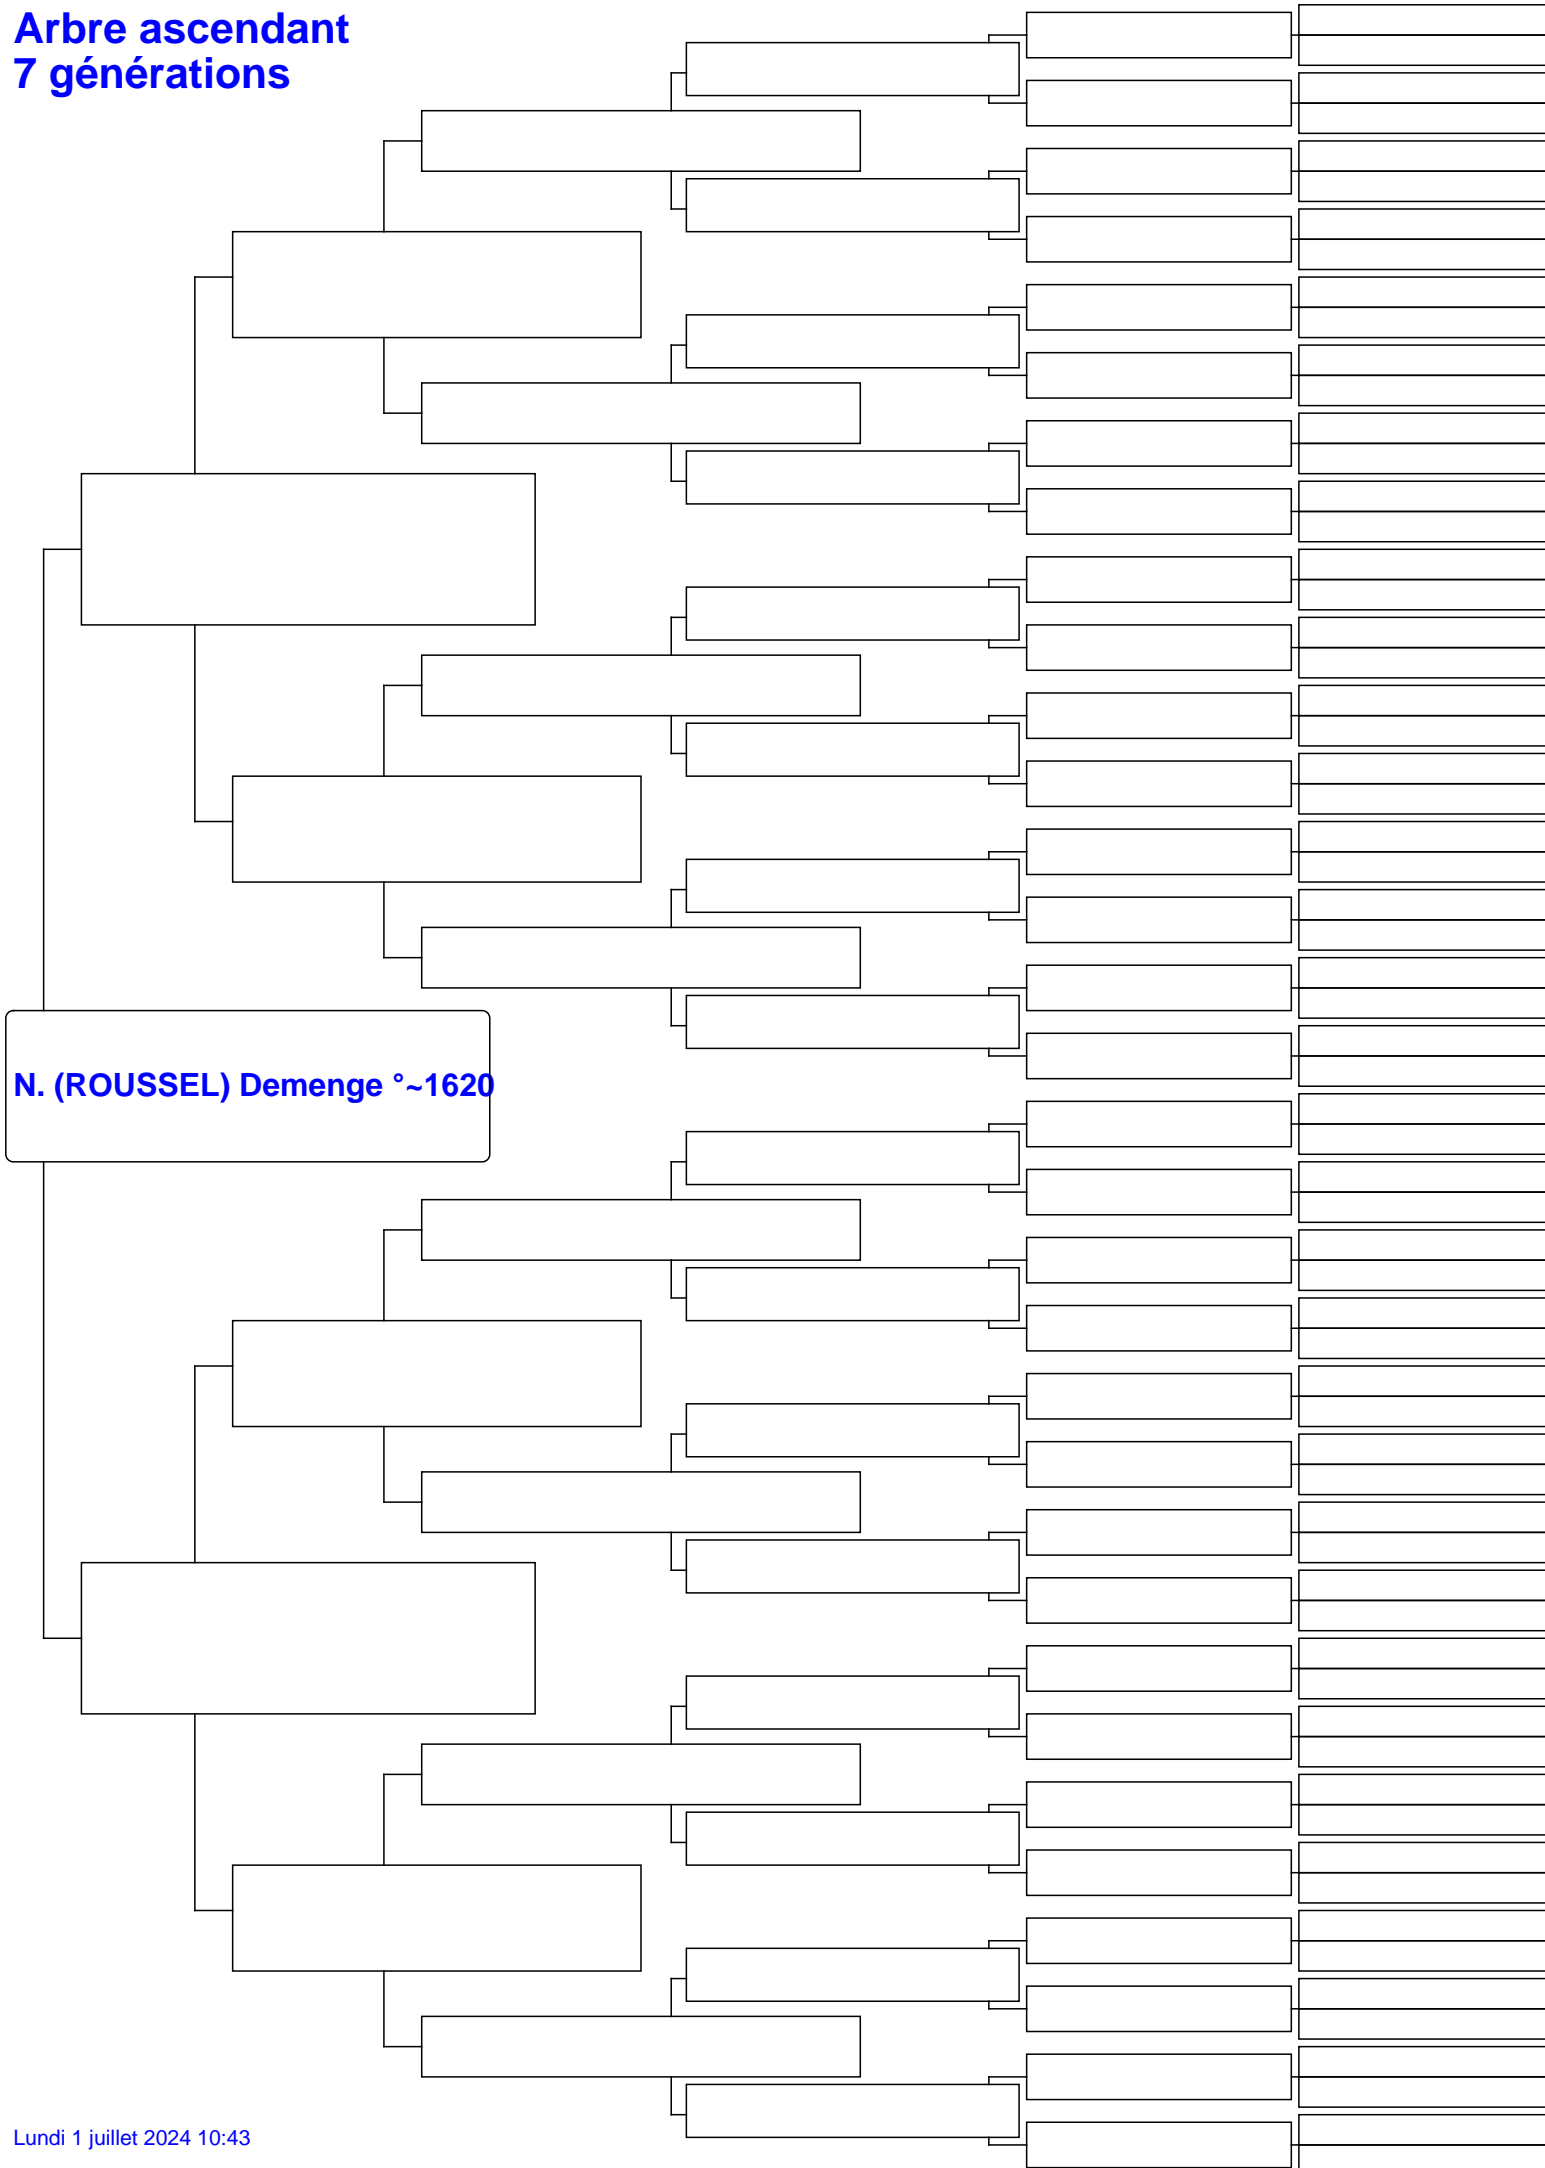 Arbre ascendant
7 générations
N. (ROUSSEL) Demenge °~1620
Lundi 1 juillet 2024 10:43